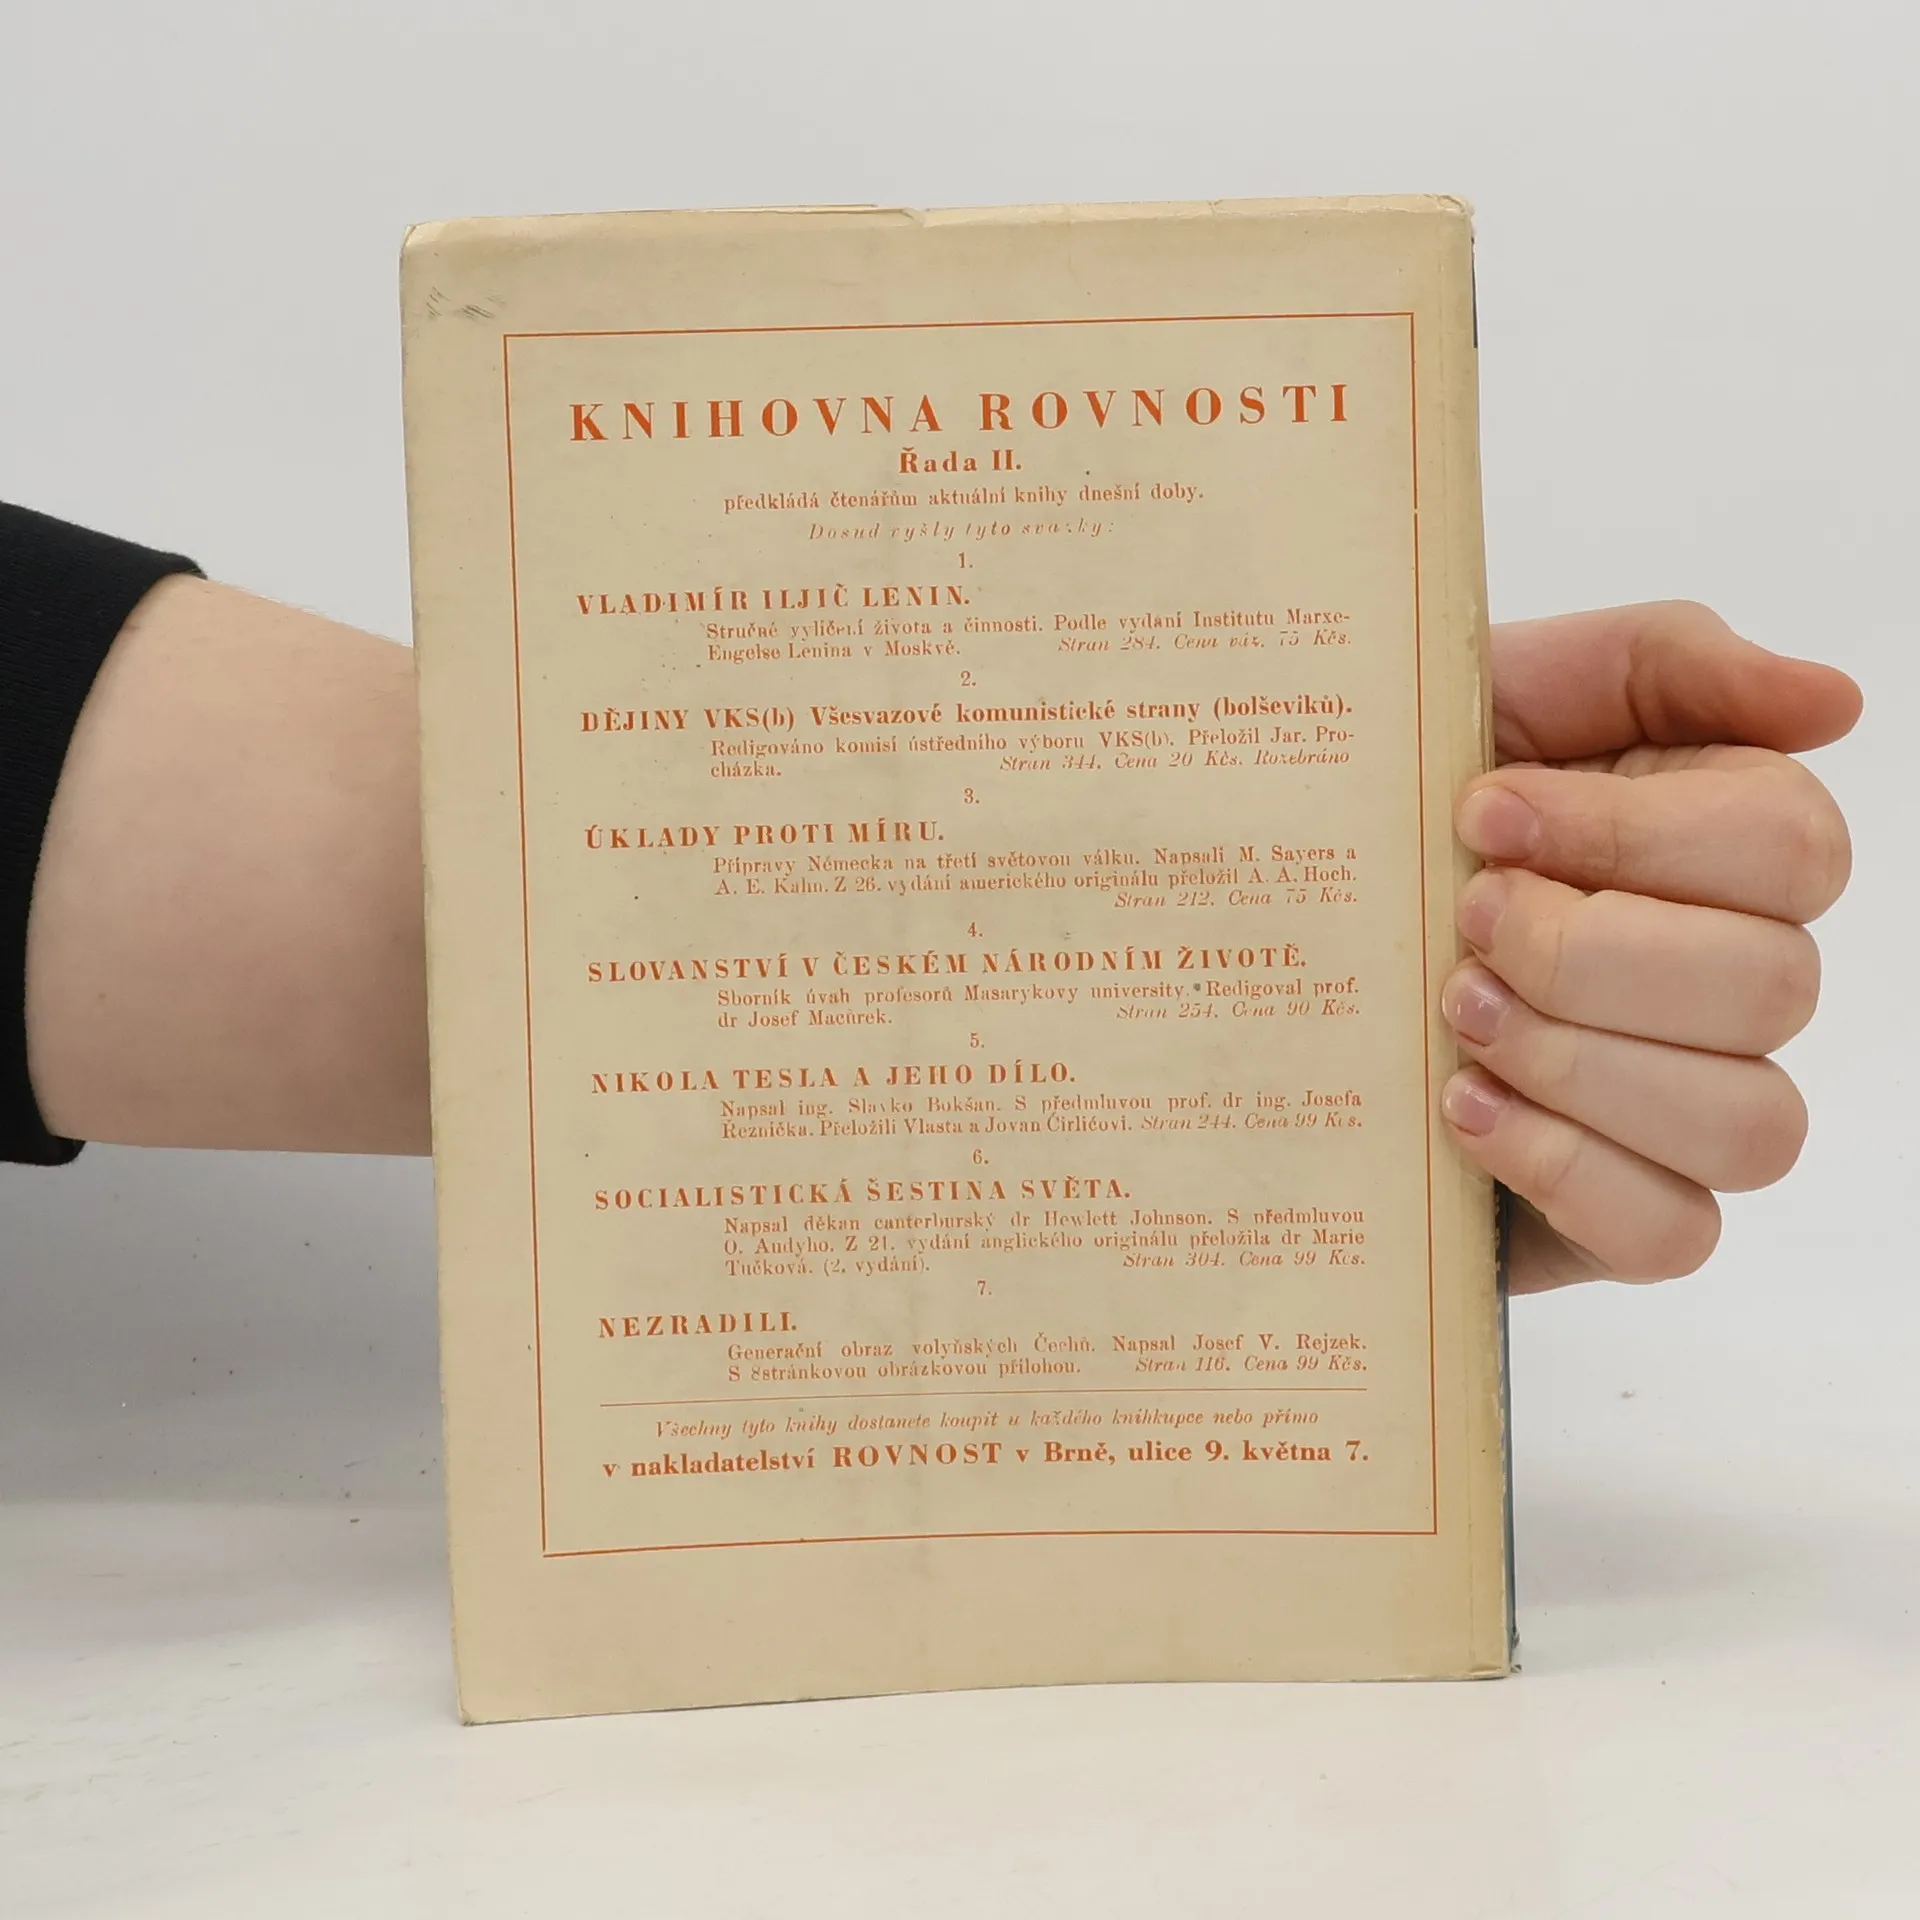 KNIHOVNA ROVNOSTI
Řada II.
předkládá čtenářům aktuální knihy dnešní doby.
Dosud vyšly tyto svazky:
1.
VLADIMÍR ILJIČ LENIN.
Stručné vylíčení života a činnosti. Podle vydání Institutu Marxe-
Engelse Lenina v Moskvě. Stran 284. Cena váz. 75 Kčs.
2.
DĚJINY VKS(b) Všesvazové komunistické strany (bolševiků).
Redigováno komisí ústředního výboru VKS(b). Přeložil Jar. Pro-
cházka. Stran 344. Cena 20 Kčs. Rozebráno
3.
ÚKLADY PROTI MÍRU.
Přípravy Německa na třetí světovou válku. Napsali M. Sayers a
A. E. Kahn. Z 26. vydání amerického originálu přeložil A. A. Hoch.
Stran 212. Cena 75 Kčs.
4.
SLOVANSTVÍ V ČESKÉM NÁRODNÍM ŽIVOTĚ.
Sborník úvah profesorů Masarykovy university. Redigoval prof.
dr Josef Macůrek. Stran 254. Cena 90 Kčs.
5.
NIKOLA TESLA A JEHO DÍLO.
Napsal ing. Slavko Bokšan. S předmluvou prof. dr ing. Josefa
Řezníčka. Přeložili Vlasta a Jovan Ćirlićovi. Stran 244. Cena 99 Kčs.
6.
SOCIALISTICKÁ ŠESTINA SVĚTA.
Napsal děkan canterburský dr Hewlett Johnson. S předmluvou
O. Audyho. Z 21. vydání anglického originálu přeložila dr Marie
Tučková. (2. vydání). Stran 304. Cena 99 Kčs.
7.
NEZRADILI.
Generační obraz volyňských Čechů. Napsal Josef V. Rejzek.
S 8stránkovou obrázkovou přílohou. Stran 116. Cena 99 Kčs.
Všechny tyto knihy dostanete koupit u každého knihkupce nebo přímo
v nakladatelství ROVNOST v Brně, ulice 9. května 7.